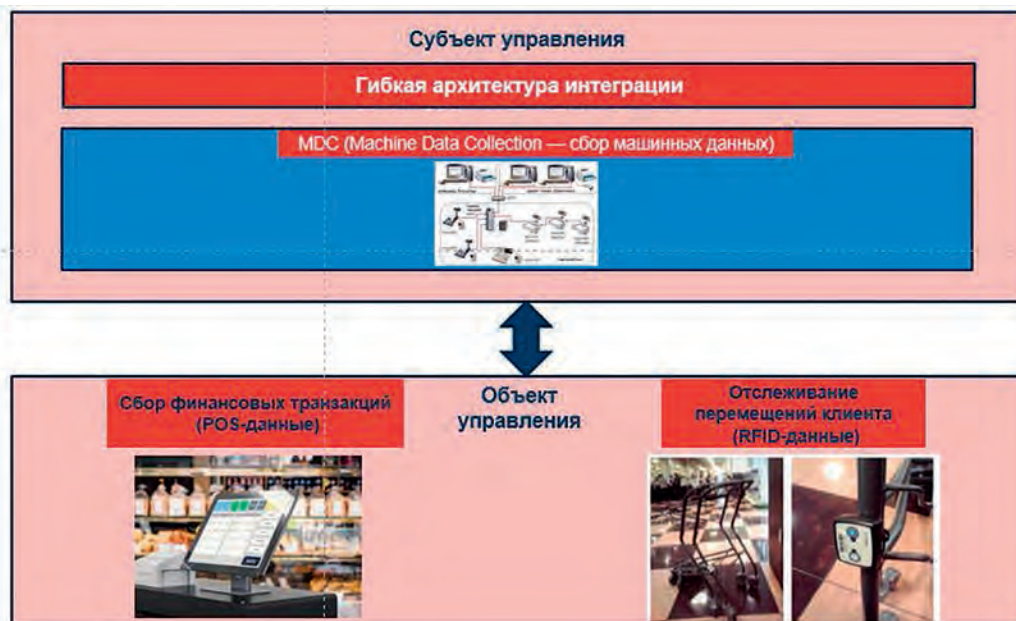 Субъект управления
Гибкая архитектура интеграции
MDC (Machine Data Collection — сбор машинных данных)
Сбор финансовых транзакций
(POS-данные)
Объект
управления
Отслеживание
перемещений клиента
(RFID-данные)